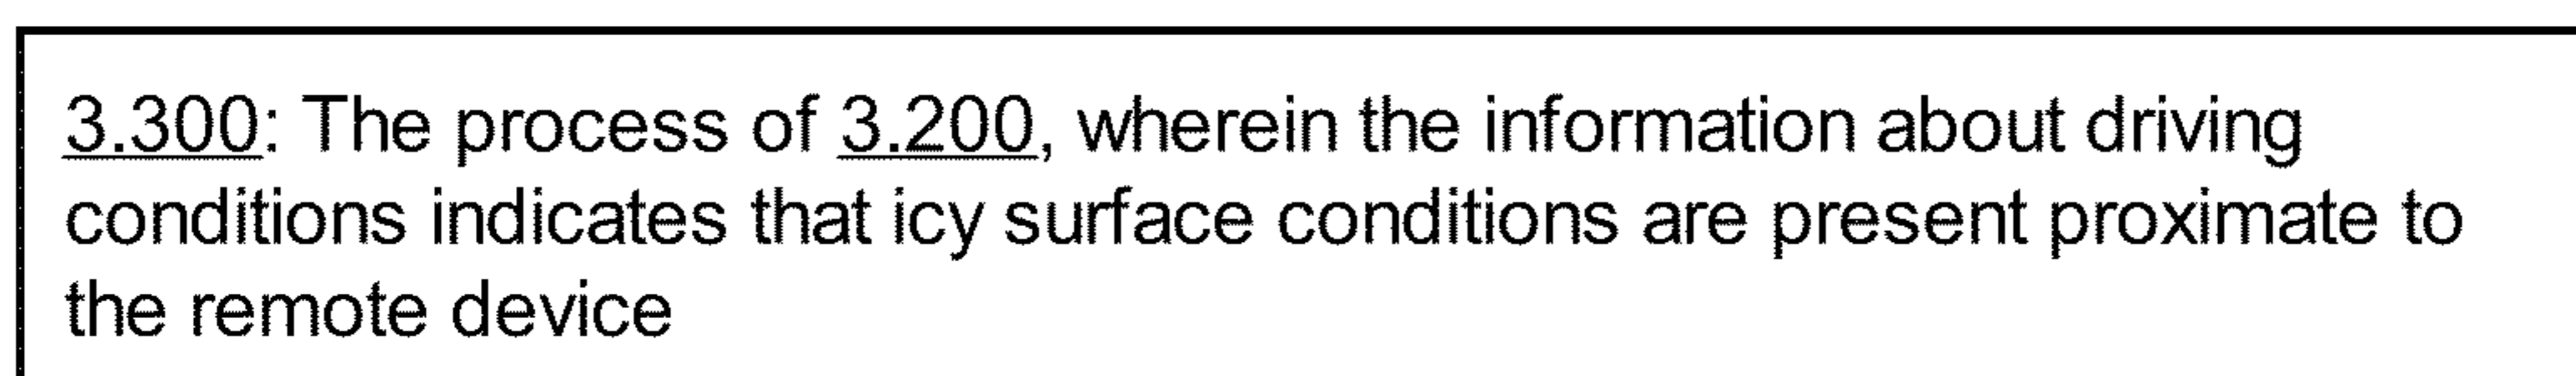 3.300: The process of 3.200, wherein the information about driving
conditions indicates that icy surface conditions are present proximate to
the remote device